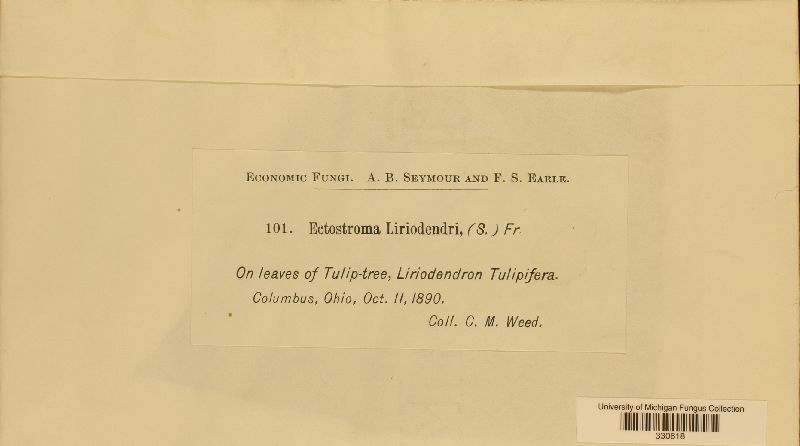 Economic Fungi. A. B. Seymour and F. S. Earle.
101. Ectostroma Liriodendri, (S.) Fr.
On leaves of Tulip-tree, Liriodendron Tulipifera.
Columbus, Ohio, Oct. 11, 1890.
Coll. C. M. Weed.
University of Michigan Fungus Collection
330618